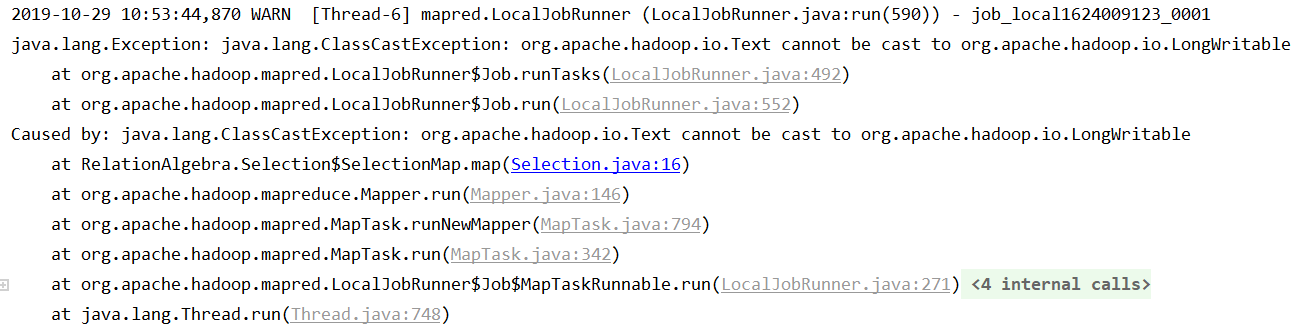 2019-10-29 10:53:44,870 WARN  [Thread-6] mapred.LocalJobRunner (LocalJobRunner.java:run(590)) - job_local1624009123_0001
java.lang.Exception: java.lang.ClassCastException: org.apache.hadoop.io.Text cannot be cast to org.apache.hadoop.io.LongWritable
    at org.apache.hadoop.mapred.LocalJobRunner$Job.runTasks(LocalJobRunner.java:492)
    at org.apache.hadoop.mapred.LocalJobRunner$Job.run(LocalJobRunner.java:552)
Caused by: java.lang.ClassCastException: org.apache.hadoop.io.Text cannot be cast to org.apache.hadoop.io.LongWritable
    at RelationAlgebra.Selection$SelectionMap.map(Selection.java:16)
    at org.apache.hadoop.mapreduce.Mapper.run(Mapper.java:146)
    at org.apache.hadoop.mapred.MapTask.runNewMapper(MapTask.java:794)
    at org.apache.hadoop.mapred.MapTask.run(MapTask.java:342)
    at org.apache.hadoop.mapred.LocalJobRunner$Job$MapTaskRunnable.run(LocalJobRunner.java:271) <4 internal calls>
    at java.lang.Thread.run(Thread.java:748)